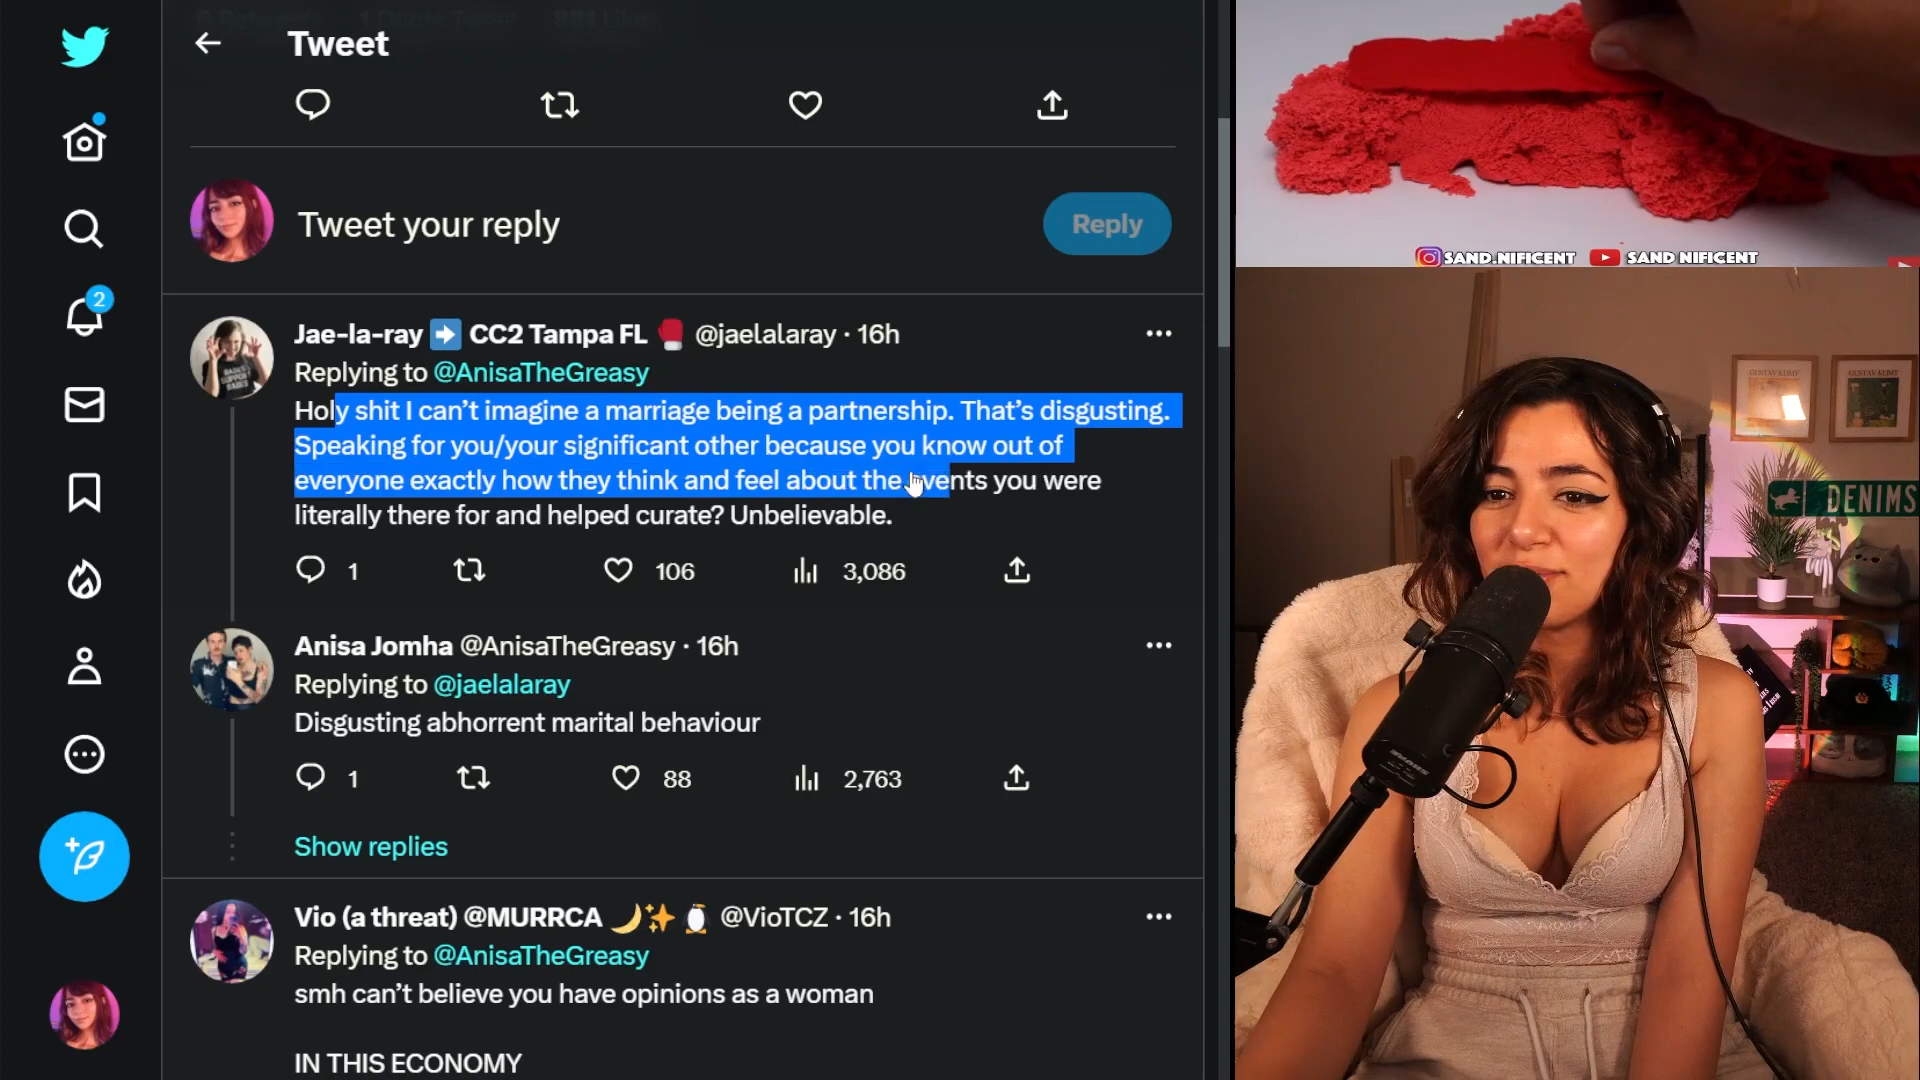 Tweet
Tweet your reply
Reply
2
Jae-la-ray ➡️ CC2 Tampa FL 🥊 @jaelalaray · 16h
Replying to @AnisaTheGreasy
Holy shit I can’t imagine a marriage being a partnership. That’s disgusting.
Speaking for you/your significant other because you know out of
everyone exactly how they think and feel about the events you were
literally there for and helped curate? Unbelievable.
1 106 3,086
Anisa Jomha @AnisaTheGreasy · 16h
Replying to @jaelalaray
Disgusting abhorrent marital behaviour
1 88 2,763
Show replies
Vio (a threat) @MURRCA 🌙✨🐧 @VioTCZ · 16h
Replying to @AnisaTheGreasy
smh can’t believe you have opinions as a woman
IN THIS ECONOMY
SAND.NIFICENT SAND NIFICENT
GUSTAV KLIMT
GUSTAV KLIMT
DENIMS